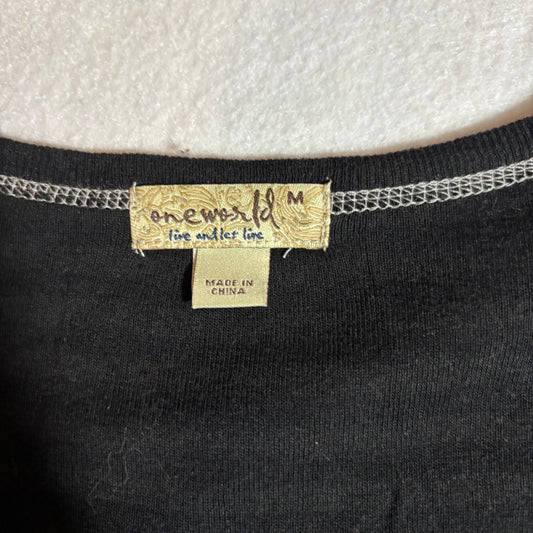 oneworld M
live and let live
MADE IN
CHINA